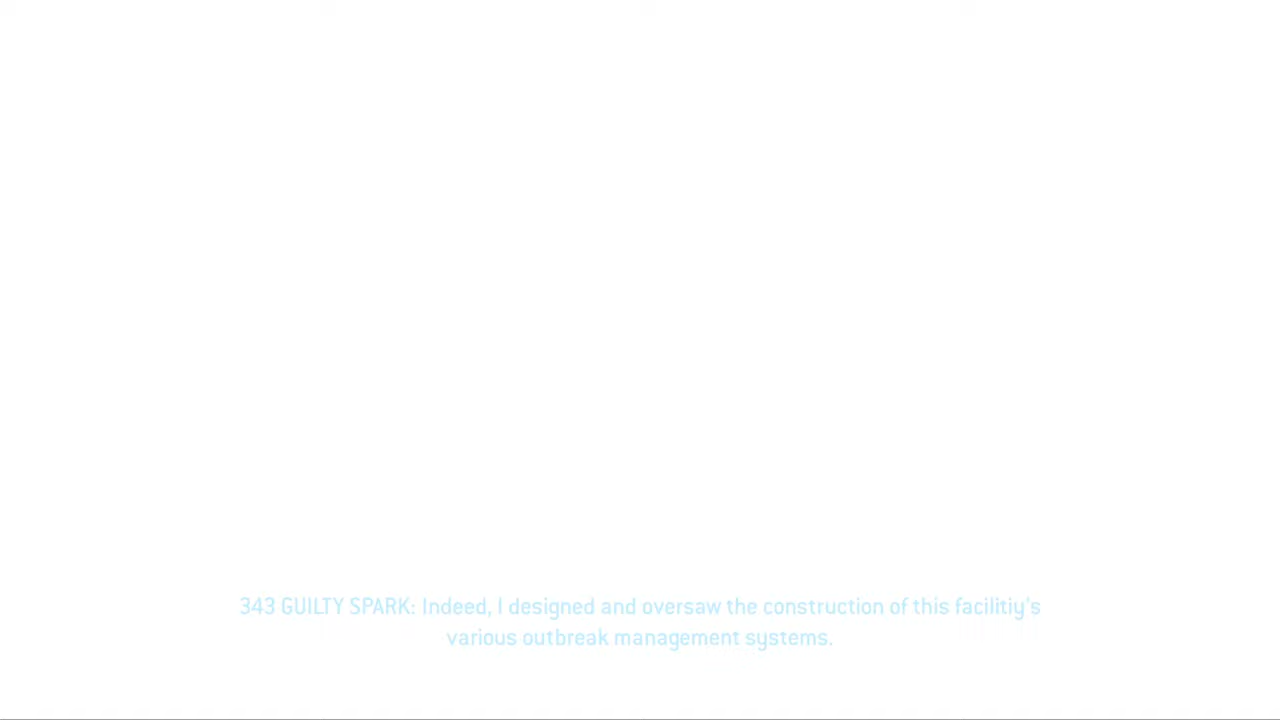 343 GUILTY SPARK: Indeed, I designed and oversaw the construction of this facilitiy's
various outbreak management systems.